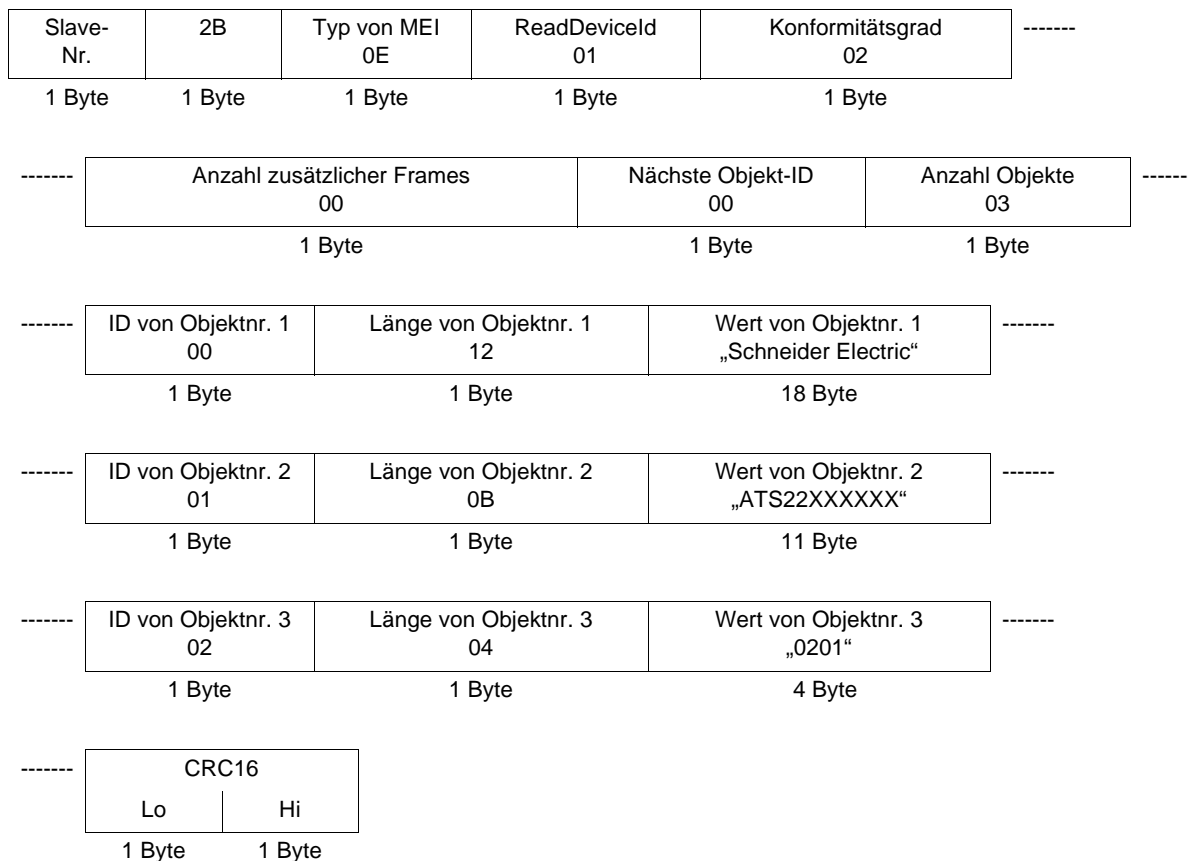 Slave- 2B Typ von MEI ReadDeviceId Konformitätsgrad -------
Nr. 0E 01 02
1 Byte 1 Byte 1 Byte 1 Byte 1 Byte
------- Anzahl zusätzlicher Frames Nächste Objekt-ID Anzahl Objekte ------
00 00 03
1 Byte 1 Byte 1 Byte
------- ID von Objektnr. 1 Länge von Objektnr. 1 Wert von Objektnr. 1 -------
00 12 „Schneider Electric“
1 Byte 1 Byte 18 Byte
------- ID von Objektnr. 2 Länge von Objektnr. 2 Wert von Objektnr. 2 -------
01 0B „ATS22XXXXXX“
1 Byte 1 Byte 11 Byte
------- ID von Objektnr. 3 Länge von Objektnr. 3 Wert von Objektnr. 3 -------
02 04 „0201“
1 Byte 1 Byte 4 Byte
------- CRC16
Lo Hi
1 Byte 1 Byte